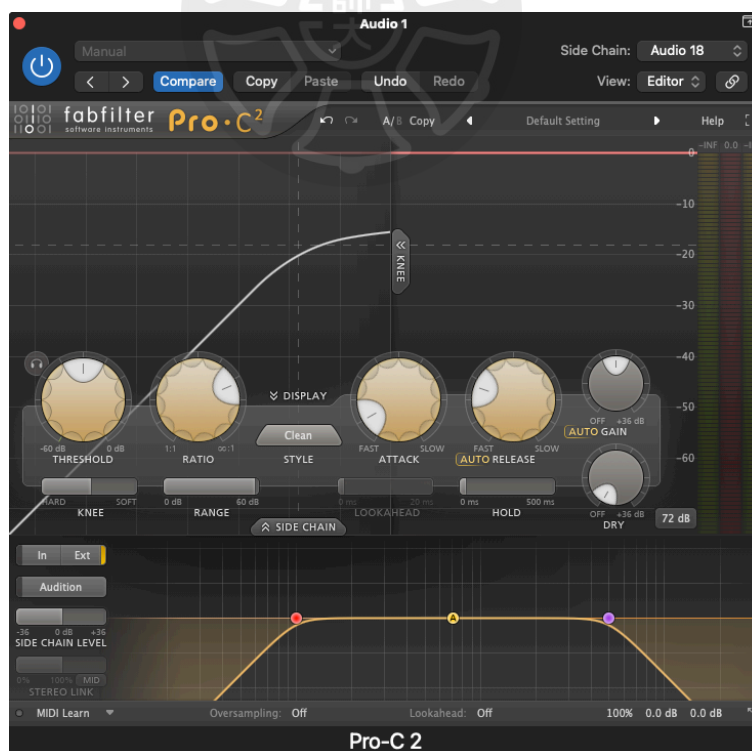 Audio 1
Manual
Side Chain: Audio 18
Compare Copy Paste Undo Redo
View: Editor
fabfilter
software instruments
Pro·C²
A/B Copy
Default Setting
Help
-INF 0.0
0
-10
-20
-30
-40
-50
-60
KNEE
-60 dB 0 dB
THRESHOLD
1:1 ∞:1
RATIO
DISPLAY
Clean
STYLE
FAST SLOW
ATTACK
FAST SLOW
AUTO RELEASE
OFF +36 dB
AUTO GAIN
HARD SOFT
KNEE
0 dB 60 dB
RANGE
0 ms 20 ms
LOOKAHEAD
0 ms 500 ms
HOLD
OFF +36 dB
DRY
72 dB
SIDE CHAIN
In Ext
Audition
-36 0 dB +36
SIDE CHAIN LEVEL
0% 100% MID
STEREO LINK
A
MIDI Learn
Oversampling: Off
Lookahead: Off
100% 0.0 dB 0.0 dB
Pro-C 2